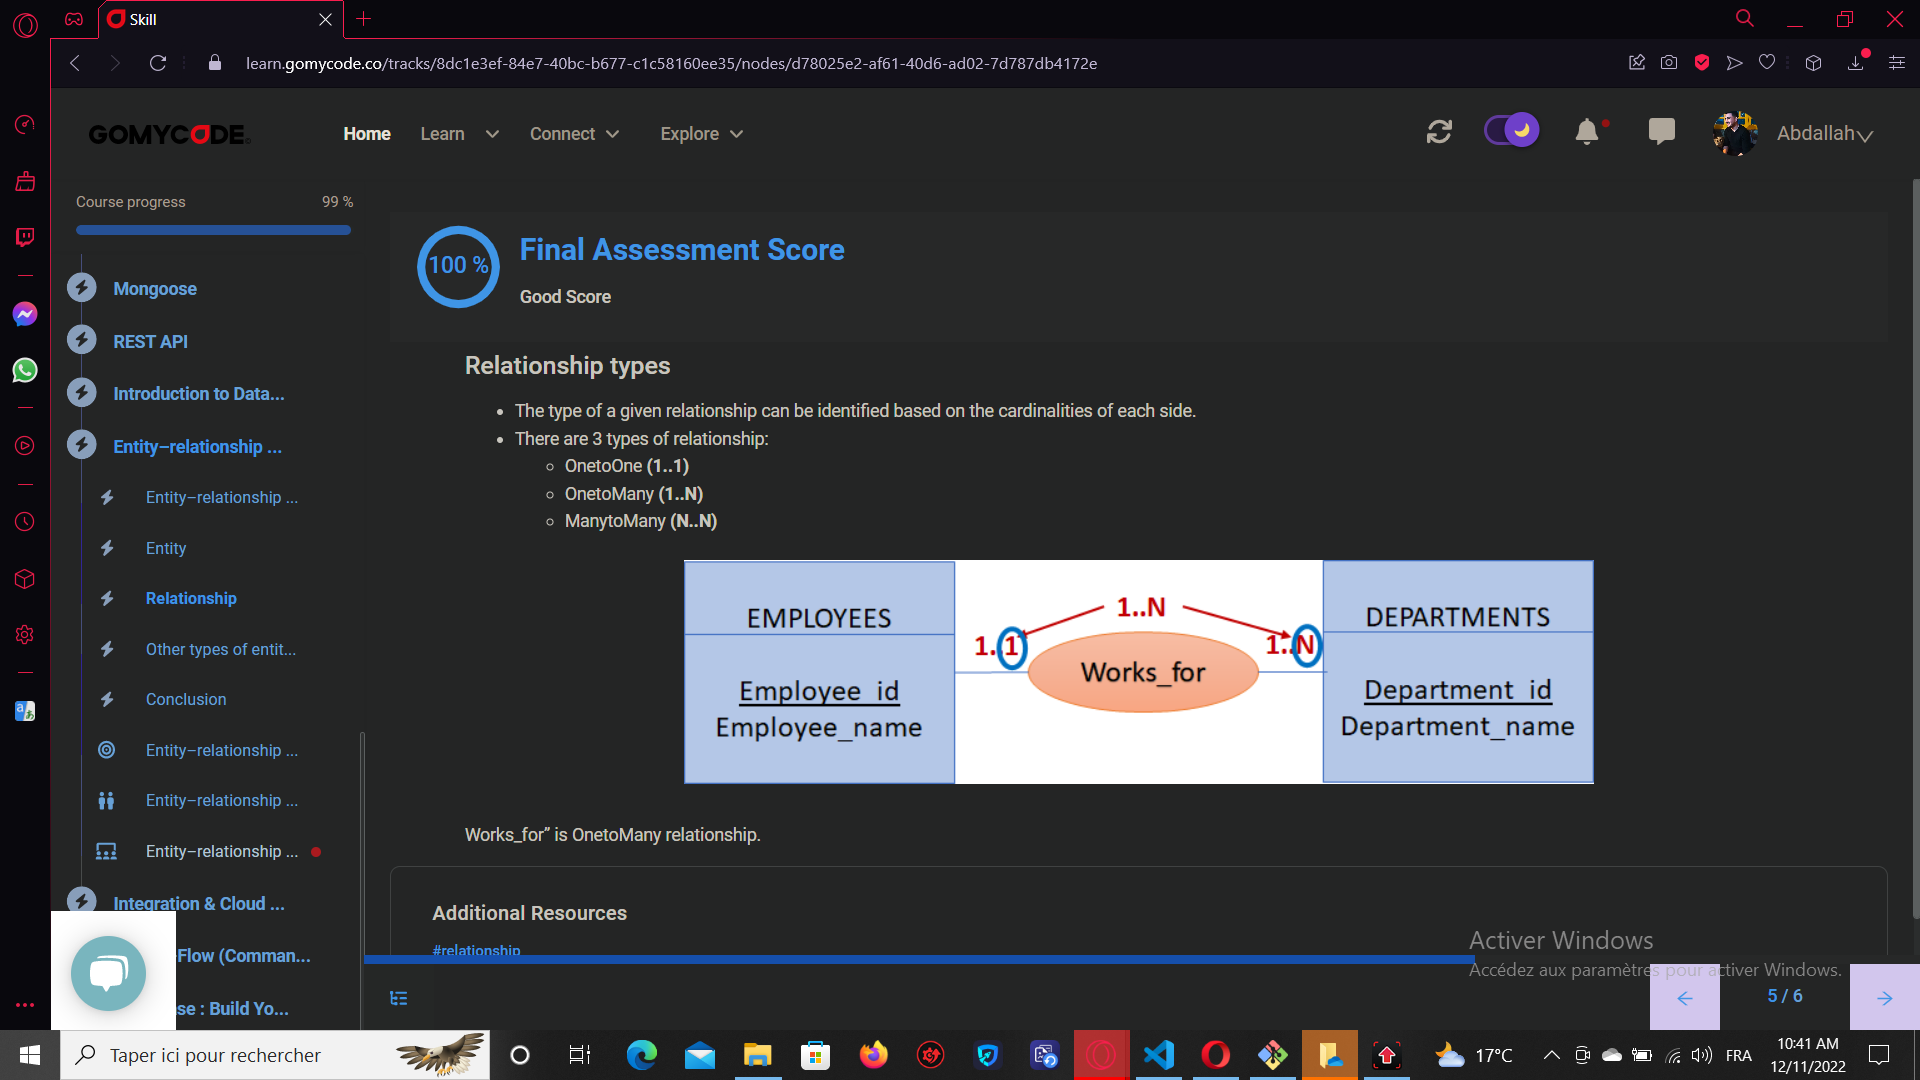 Skill
learn.gomycode.co/tracks/8dc1e3ef-84e7-40bc-b677-c1c58160ee35/nodes/d78025e2-af61-40d6-ad02-7d787db4172e
GOMYCODE
Home
Learn
Connect
Explore
Abdallah
Course progress
99 %
Mongoose
REST API
Introduction to Data...
Entity–relationship ...
Entity–relationship ...
Entity
Relationship
Other types of entit...
Conclusion
Entity–relationship ...
Entity–relationship ...
Entity–relationship ...
Integration & Cloud ...
-Flow (Comman...
se : Build Yo...
100 %
Final Assessment Score
Good Score
Relationship types
The type of a given relationship can be identified based on the cardinalities of each side.
There are 3 types of relationship:
OnetoOne (1..1)
OnetoMany (1..N)
ManytoMany (N..N)
EMPLOYEES
Employee_id
Employee_name
1..1
1..N
1..N
Works_for
DEPARTMENTS
Department_id
Department_name
Works_for” is OnetoMany relationship.
Additional Resources
#relationship
Activer Windows
Accédez aux paramètres pour activer Windows.
5 / 6
Taper ici pour rechercher
17°C
FRA
10:41 AM
12/11/2022